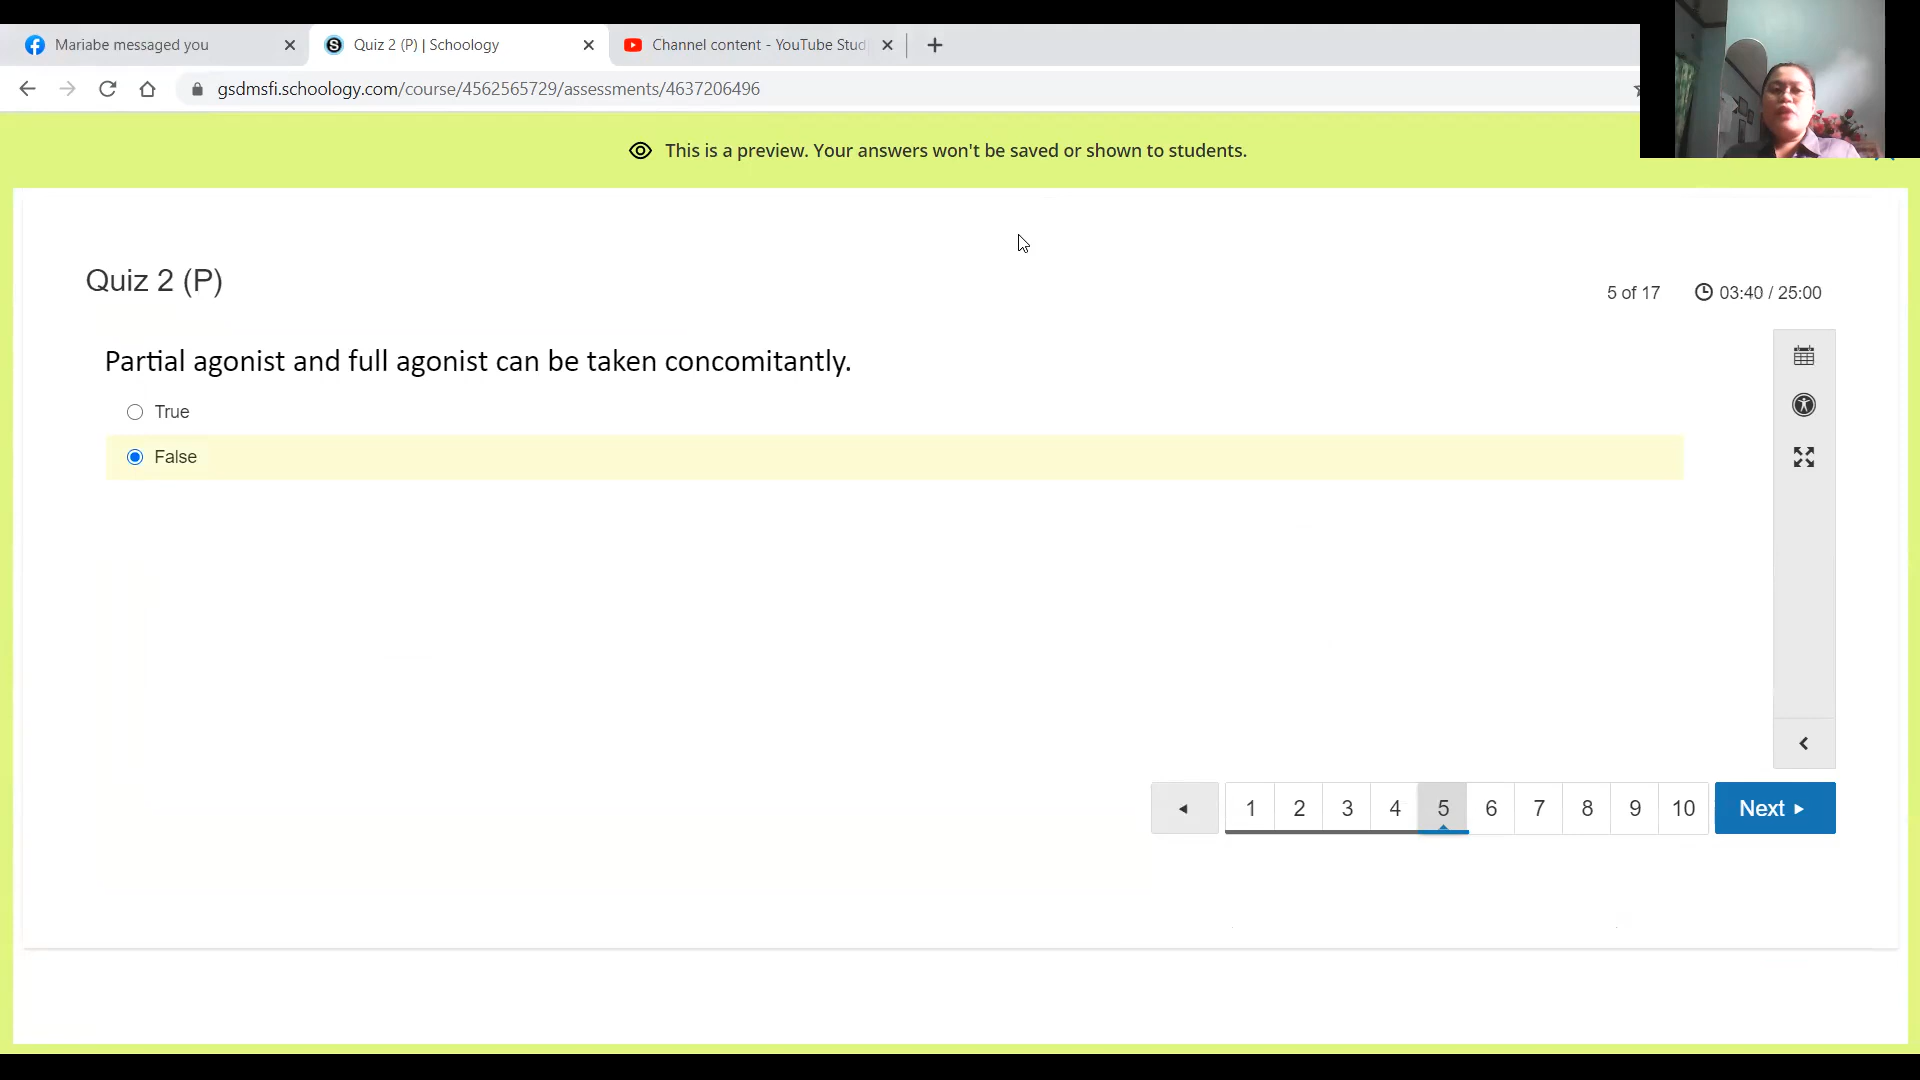 Mariabe messaged you
Quiz 2 (P) | Schoology
Channel content - YouTube Stud
gsdmsfi.schoology.com/course/4562565729/assessments/4637206496
This is a preview. Your answers won't be saved or shown to students.
Quiz 2 (P)
5 of 17
03:40 / 25:00
Partial agonist and full agonist can be taken concomitantly.
True
False
1 2 3 4 5 6 7 8 9 10 Next